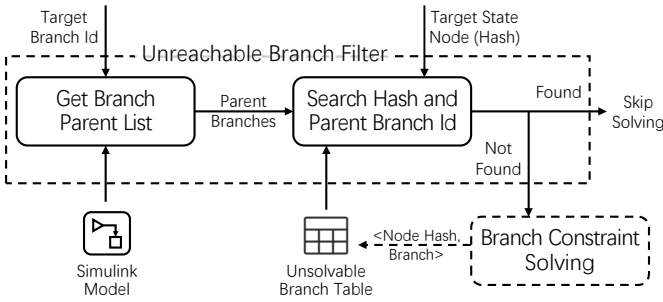 Target
Branch Id
Target State
Node (Hash)
Unreachable Branch Filter
Get Branch
Parent List
Parent
Branches
Search Hash and
Parent Branch Id
Found
Skip
Solving
Not
Found
Simulink
Model
Unsolvable
Branch Table
<Node Hash,
Branch>
Branch Constraint
Solving